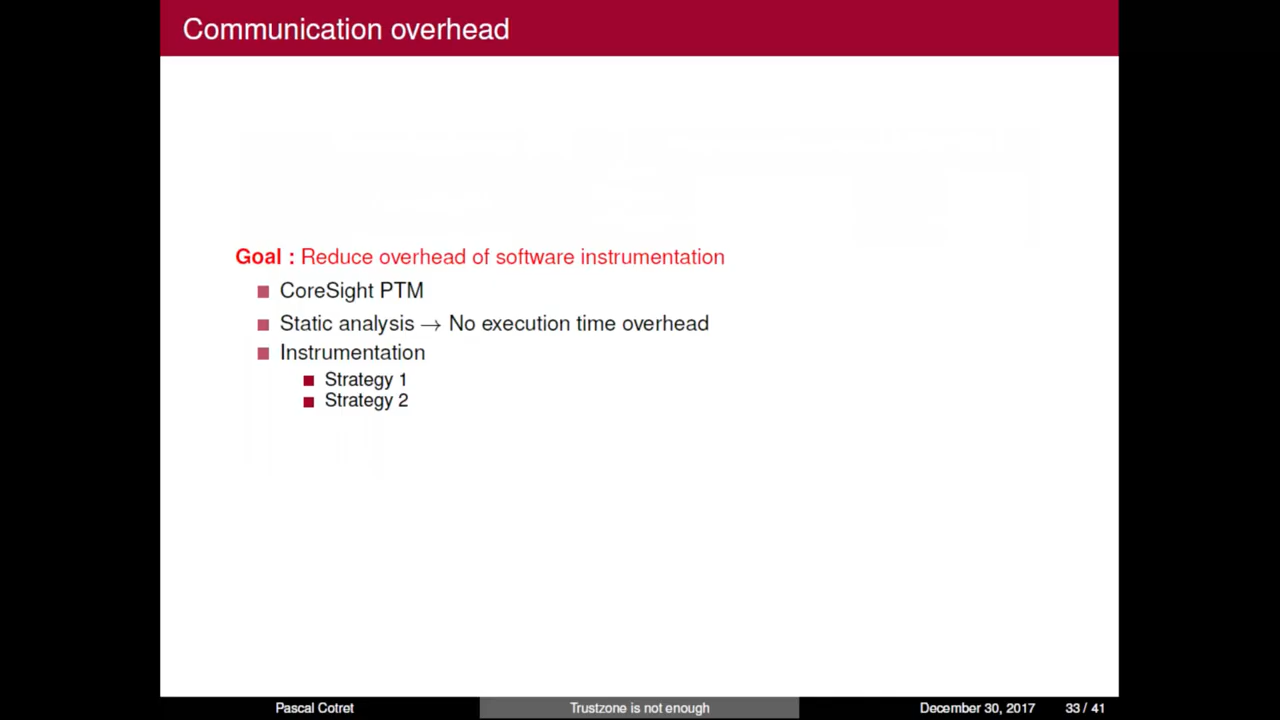 Communication overhead
Goal : Reduce overhead of software instrumentation
CoreSight PTM
Static analysis → No execution time overhead
Instrumentation
Strategy 1
Strategy 2
Pascal Cotret
Trustzone is not enough
December 30, 2017
33 / 41